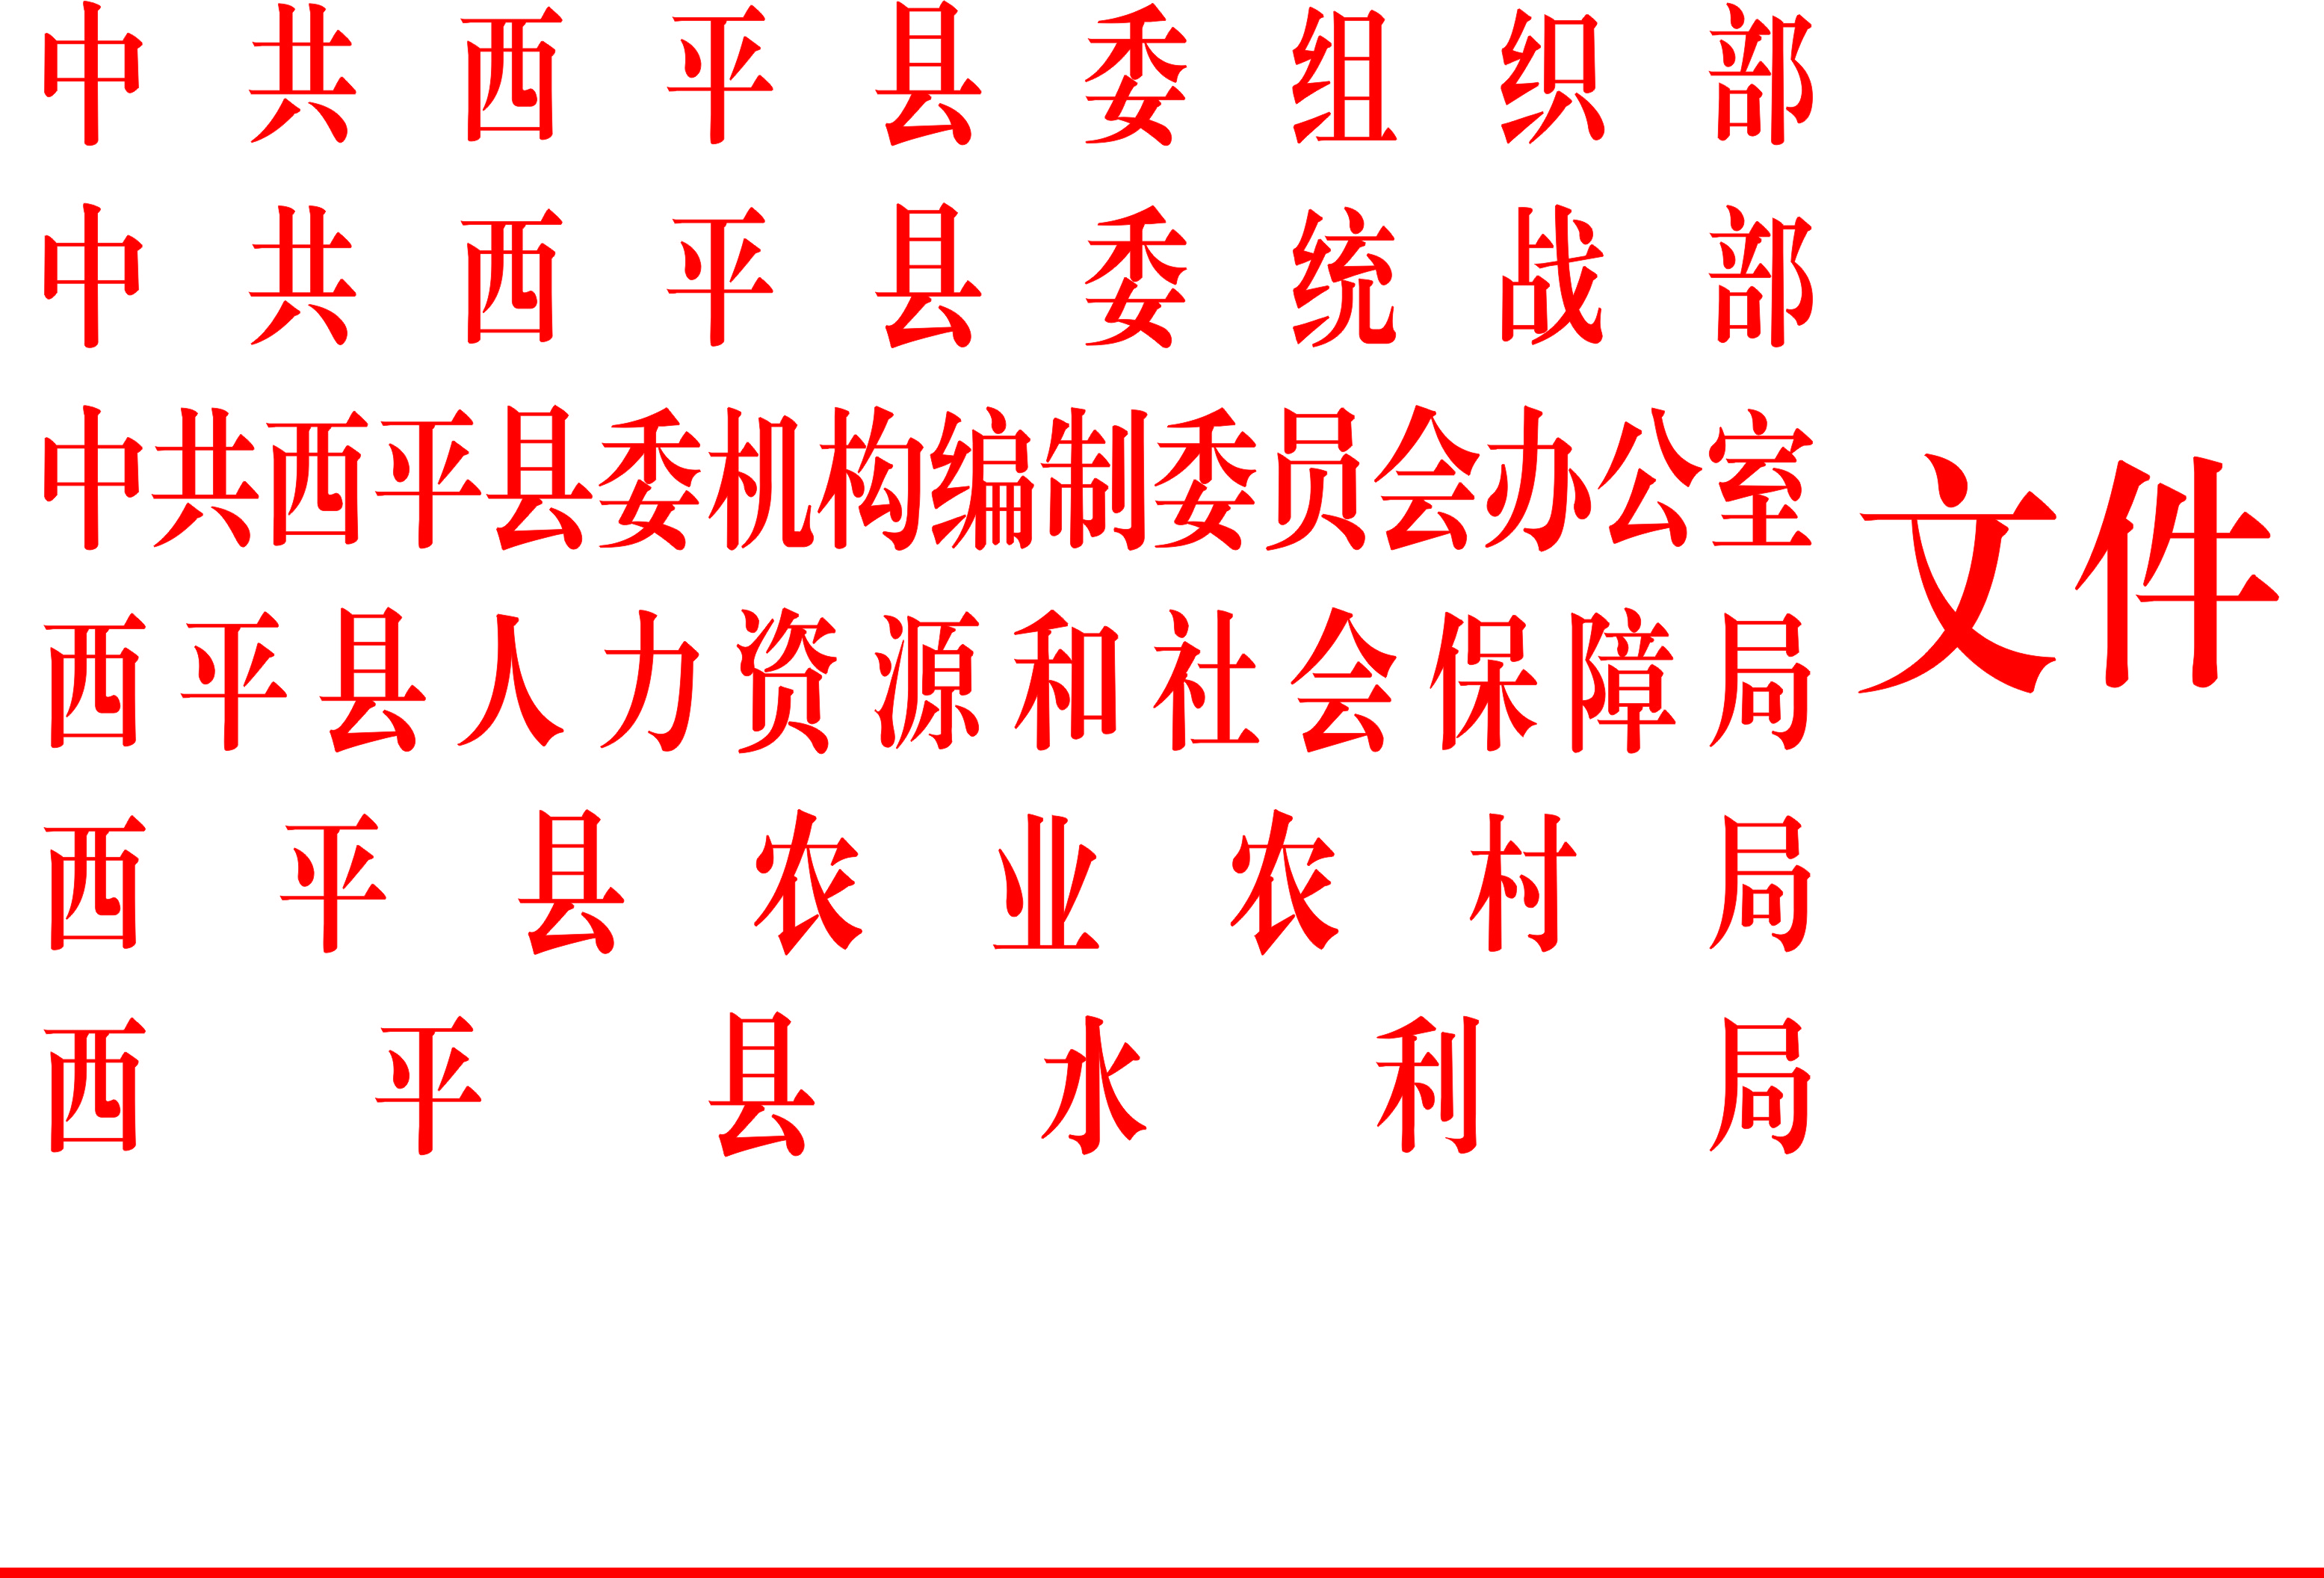 中共西平县委组织部
中共西平县委统战部
中共西平县委机构编制委员会办公室
西平县人力资源和社会保障局
西平县农业农村局
西平县水利局
文件